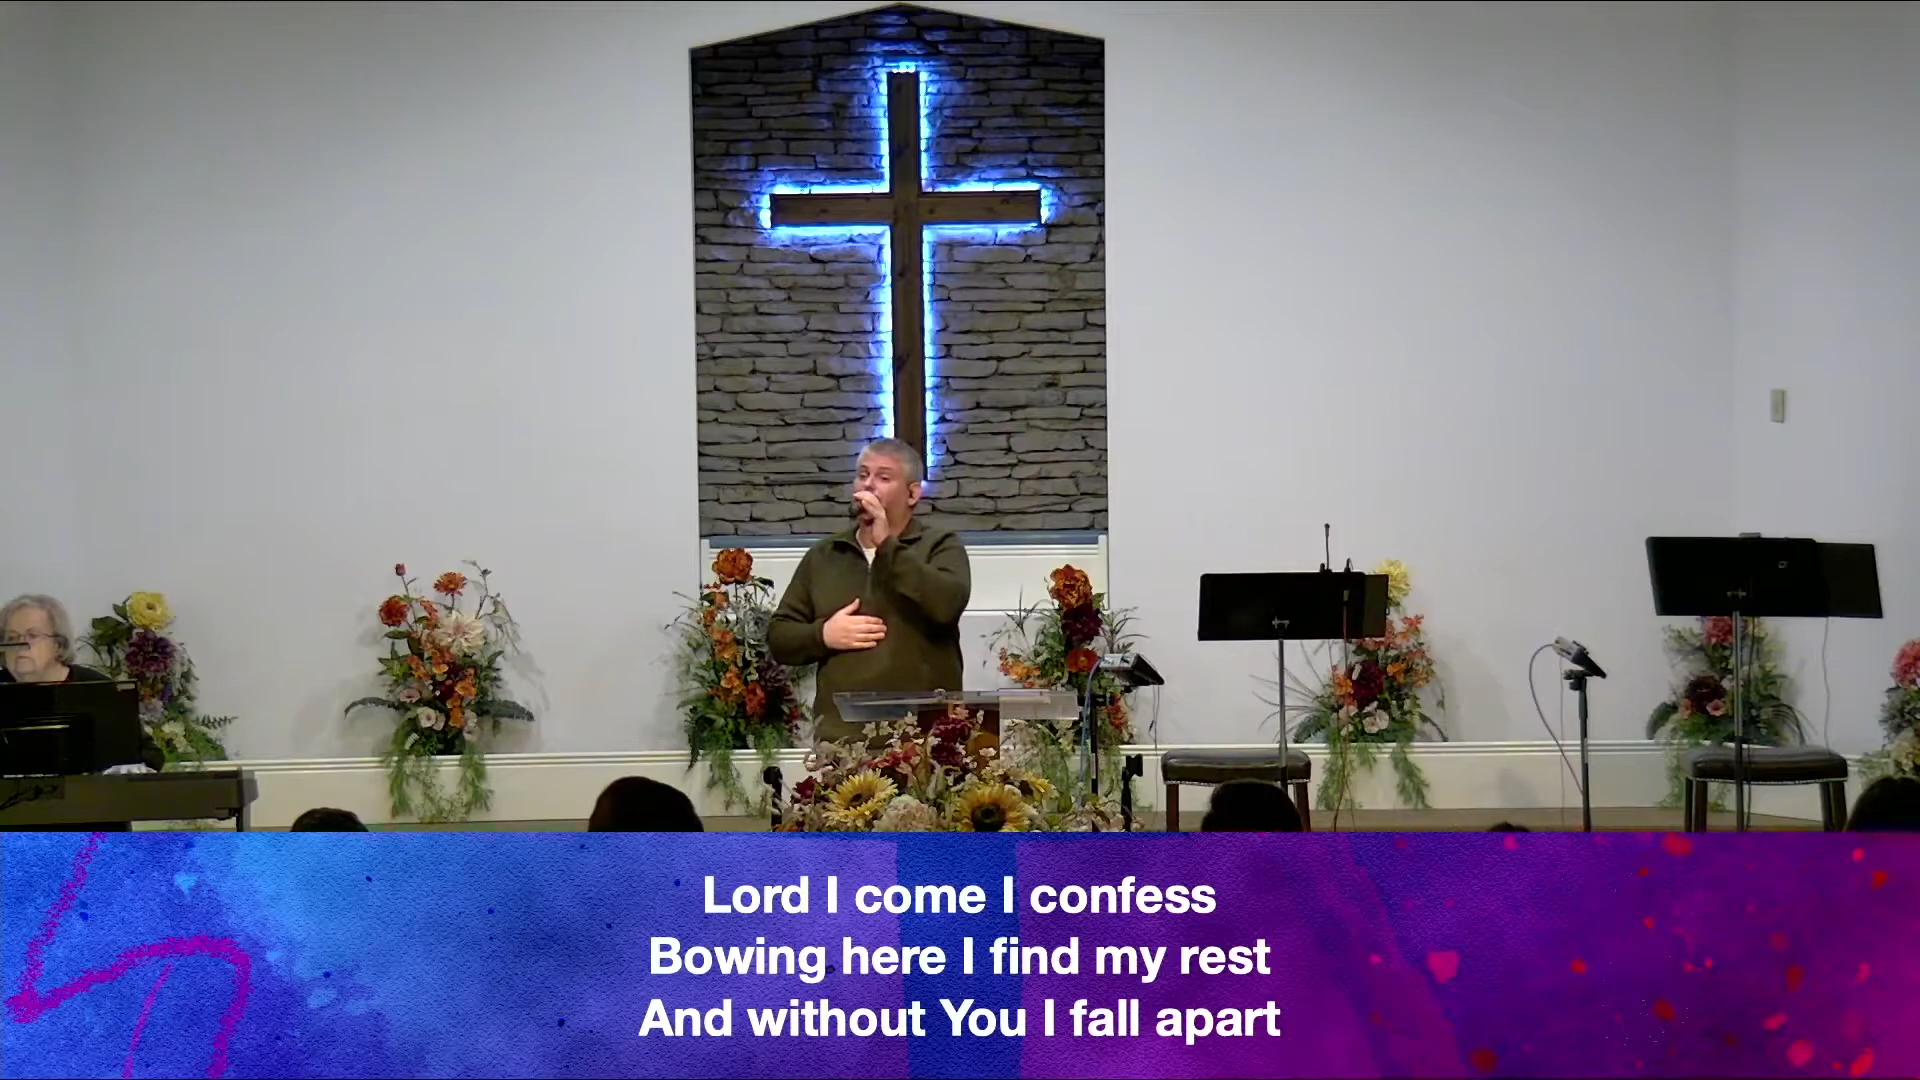 Lord I come I confess
Bowing here I find my rest
And without You I fall apart